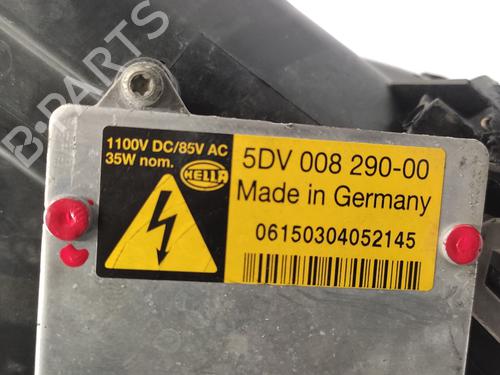 B-PARTS
1100V DC/85V AC
35W nom.
HELLA
5DV 008 290-00
Made in Germany
06150304052145